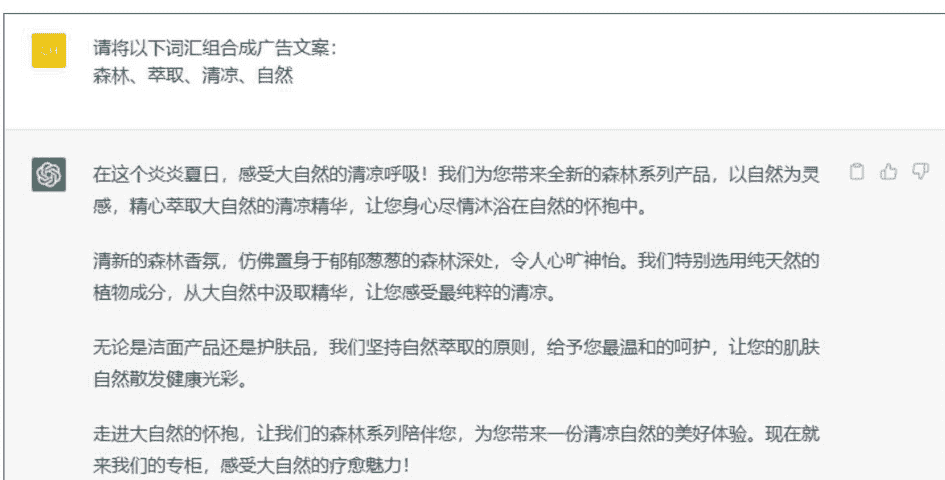 请将以下词汇组合成广告文案：
森林、萃取、清凉、自然
在这个炎炎夏日，感受大自然的清凉呼吸！我们为您带来全新的森林系列产品，以自然为灵
感，精心萃取大自然的清凉精华，让您身心尽情沐浴在自然的怀抱中。
清新的森林香氛，仿佛置身于郁郁葱葱的森林深处，令人心旷神怡。我们特别选用纯天然的
植物成分，从大自然中汲取精华，让您感受最纯粹的清凉。
无论是洁面产品还是护肤品，我们坚持自然萃取的原则，给予您最温和的呵护，让您的肌肤
自然散发健康光彩。
走进大自然的怀抱，让我们的森林系列陪伴您，为您带来一份清凉自然的美好体验。现在就
来我们的专柜，感受大自然的疗愈魅力！